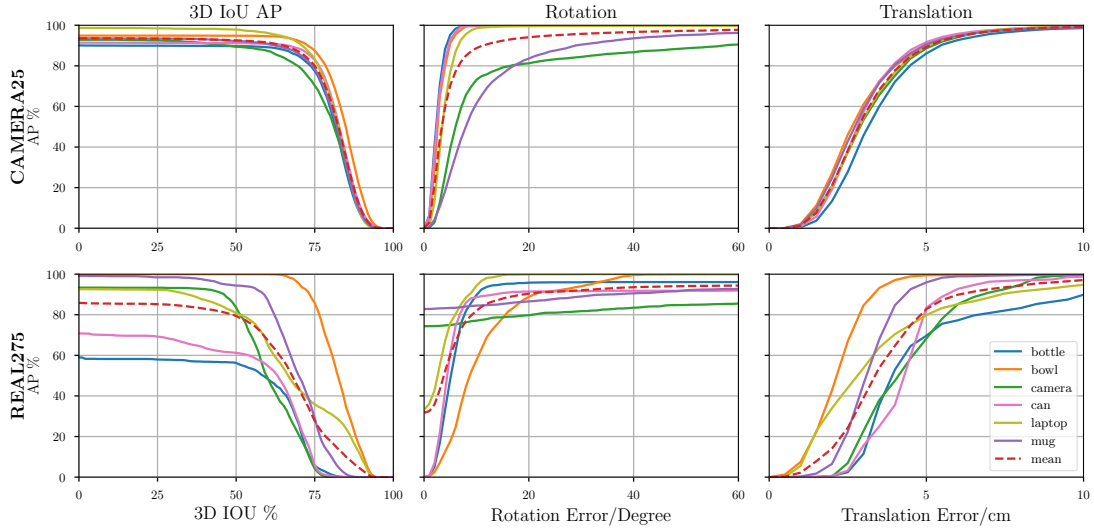 3D IoU AP
Rotation
Translation
CAMERA25
AP %
100
80
60
40
20
0
0
25
50
75
100
0
20
40
60
0
5
10
REAL275
AP %
100
80
60
40
20
0
0
25
50
75
100
0
20
40
60
0
5
10
bottle
bowl
camera
can
laptop
mug
mean
3D IOU %
Rotation Error/Degree
Translation Error/cm